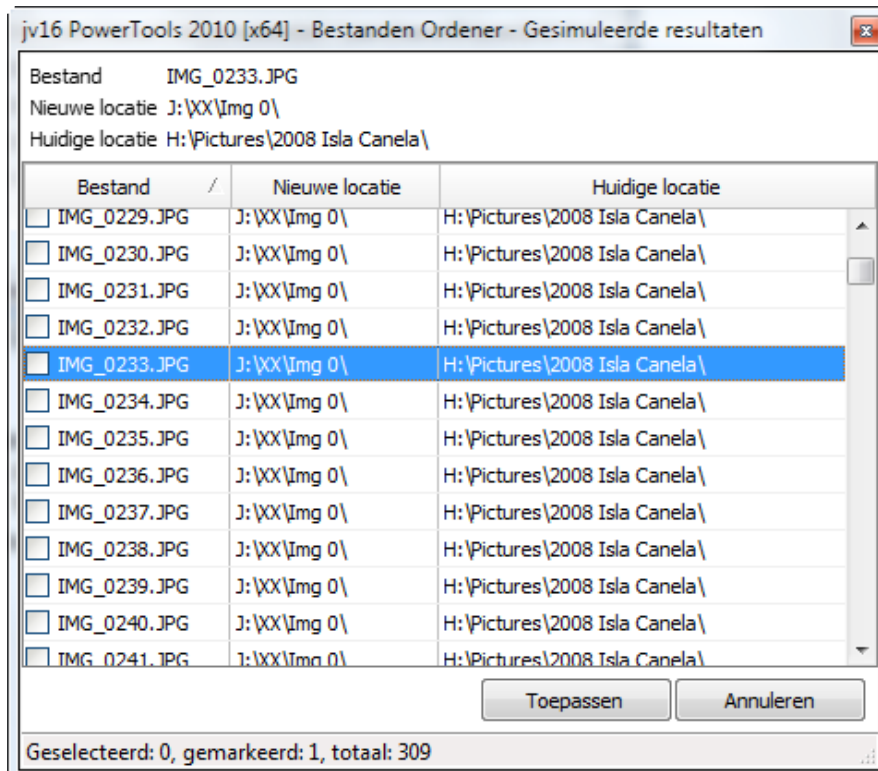 jv16 PowerTools 2010 [x64] - Bestanden Ordener - Gesimuleerde resultaten
Bestand IMG_0233.JPG
Nieuwe locatie J:\XX\Img 0\
Huidige locatie H:\Pictures\2008 Isla Canela\
Bestand Nieuwe locatie Huidige locatie
IMG_0229.JPG J:\XX\Img 0\ H:\Pictures\2008 Isla Canela\
IMG_0230.JPG J:\XX\Img 0\ H:\Pictures\2008 Isla Canela\
IMG_0231.JPG J:\XX\Img 0\ H:\Pictures\2008 Isla Canela\
IMG_0232.JPG J:\XX\Img 0\ H:\Pictures\2008 Isla Canela\
IMG_0233.JPG J:\XX\Img 0\ H:\Pictures\2008 Isla Canela\
IMG_0234.JPG J:\XX\Img 0\ H:\Pictures\2008 Isla Canela\
IMG_0235.JPG J:\XX\Img 0\ H:\Pictures\2008 Isla Canela\
IMG_0236.JPG J:\XX\Img 0\ H:\Pictures\2008 Isla Canela\
IMG_0237.JPG J:\XX\Img 0\ H:\Pictures\2008 Isla Canela\
IMG_0238.JPG J:\XX\Img 0\ H:\Pictures\2008 Isla Canela\
IMG_0239.JPG J:\XX\Img 0\ H:\Pictures\2008 Isla Canela\
IMG_0240.JPG J:\XX\Img 0\ H:\Pictures\2008 Isla Canela\
IMG_0241.JPG J:\XX\Img 0\ H:\Pictures\2008 Isla Canela\
Toepassen Annuleren
Geselecteerd: 0, gemarkeerd: 1, totaal: 309